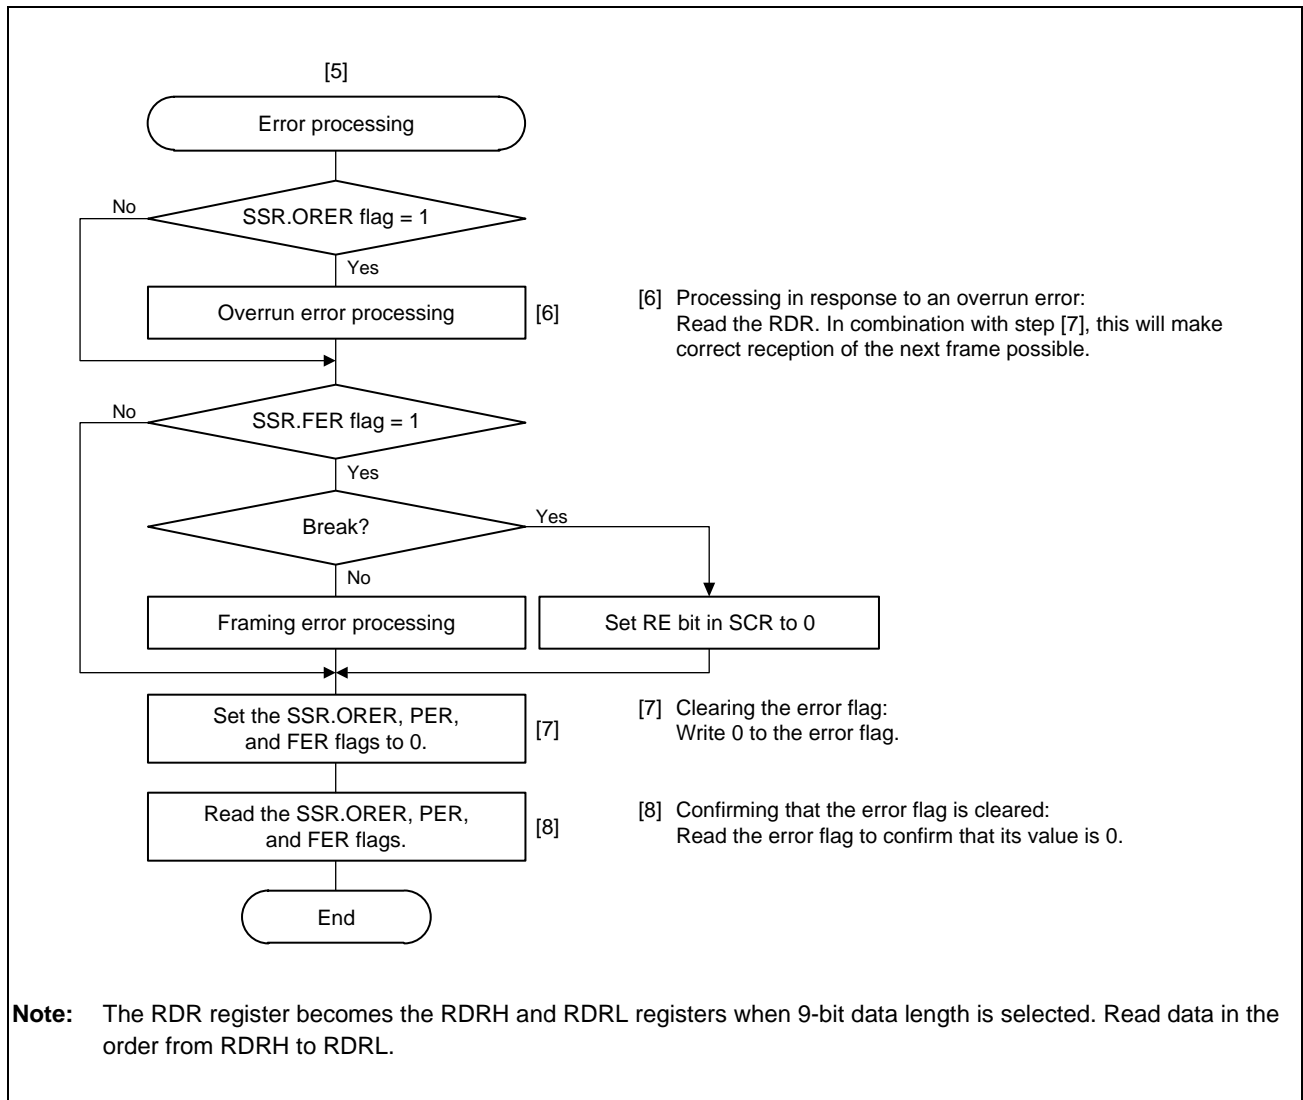 [5]
Error processing
No
SSR.ORER flag = 1
Yes
Overrun error processing
[6]
[6] Processing in response to an overrun error:
Read the RDR. In combination with step [7], this will make
correct reception of the next frame possible.
No
SSR.FER flag = 1
Yes
Break?
Yes
No
Framing error processing
Set RE bit in SCR to 0
Set the SSR.ORER, PER,
and FER flags to 0.
[7]
[7] Clearing the error flag:
Write 0 to the error flag.
Read the SSR.ORER, PER,
and FER flags.
[8]
[8] Confirming that the error flag is cleared:
Read the error flag to confirm that its value is 0.
End
Note: The RDR register becomes the RDRH and RDRL registers when 9-bit data length is selected. Read data in the
order from RDRH to RDRL.